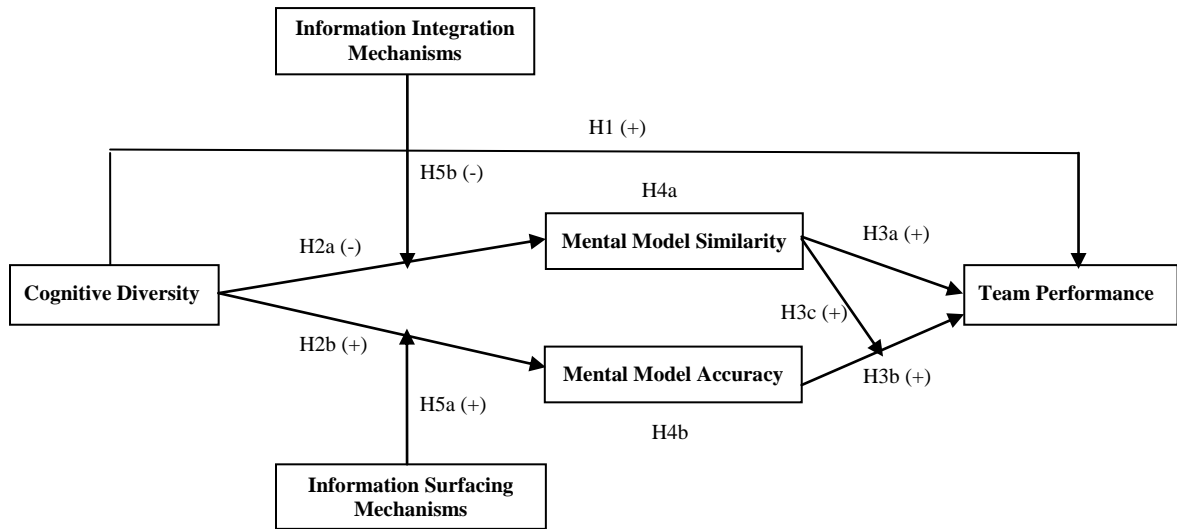 Information Integration
Mechanisms
H1 (+)
H5b (-)
H4a
H2a (-)
Mental Model Similarity
H3a (+)
Cognitive Diversity
Team Performance
H3c (+)
H2b (+)
Mental Model Accuracy
H3b (+)
H5a (+)
H4b
Information Surfacing
Mechanisms